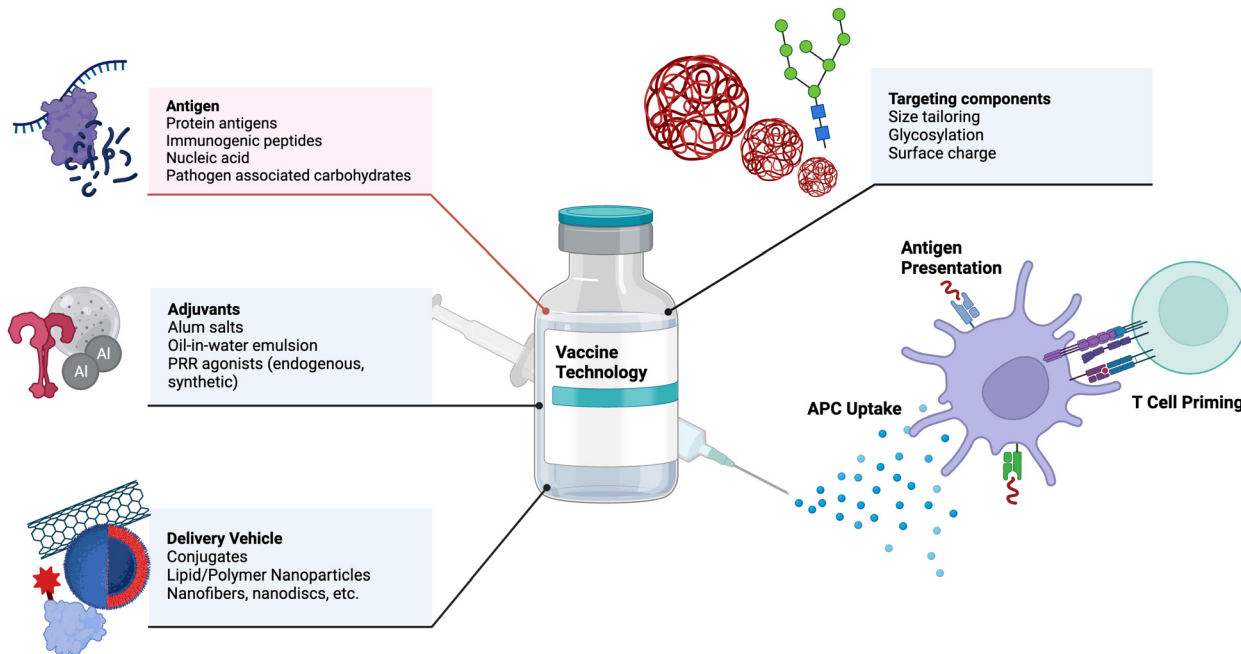 Antigen
Protein antigens
Immunogenic peptides
Nucleic acid
Pathogen associated carbohydrates
Targeting components
Size tailoring
Glycosylation
Surface charge
Adjuvants
Alum salts
Oil-in-water emulsion
PRR agonists (endogenous,
synthetic)
Al
Al
Vaccine
Technology
Antigen
Presentation
APC Uptake
T Cell Priming
Delivery Vehicle
Conjugates
Lipid/Polymer Nanoparticles
Nanofibers, nanodiscs, etc.